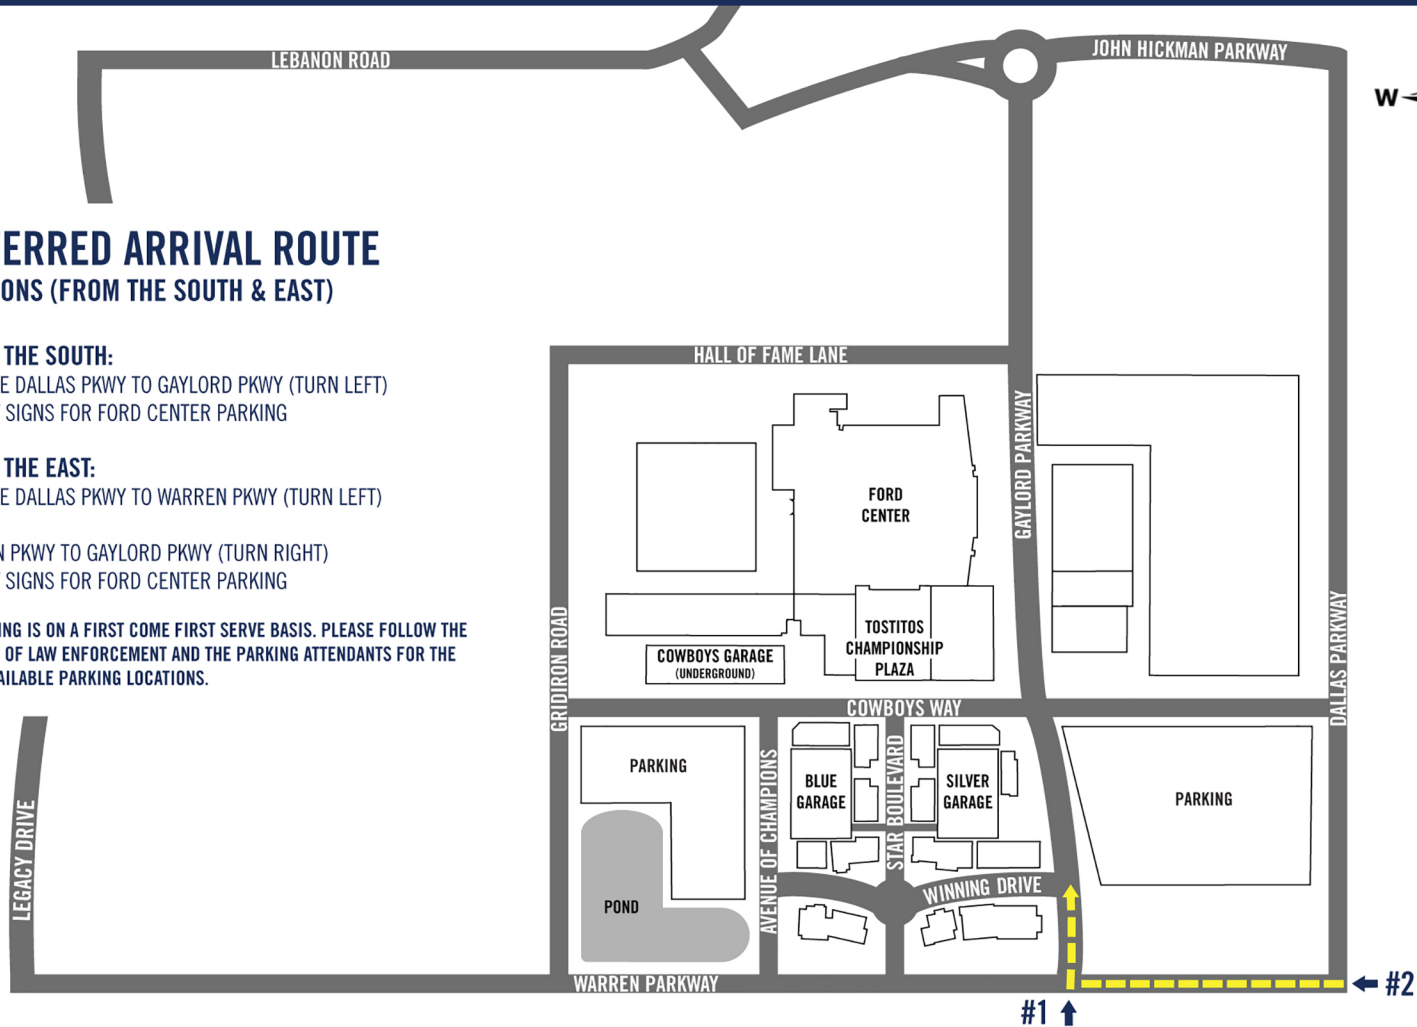 LEBANON ROAD
JOHN HICKMAN PARKWAY
W
ERRED ARRIVAL ROUTE
ONS (FROM THE SOUTH & EAST)
THE SOUTH:
E DALLAS PKWY TO GAYLORD PKWY (TURN LEFT)
SIGNS FOR FORD CENTER PARKING
THE EAST:
E DALLAS PKWY TO WARREN PKWY (TURN LEFT)
N PKWY TO GAYLORD PKWY (TURN RIGHT)
SIGNS FOR FORD CENTER PARKING
ING IS ON A FIRST COME FIRST SERVE BASIS. PLEASE FOLLOW THE
OF LAW ENFORCEMENT AND THE PARKING ATTENDANTS FOR THE
AILABLE PARKING LOCATIONS.
HALL OF FAME LANE
GAYLORD PARKWAY
FORD
CENTER
TOSTITOS
CHAMPIONSHIP
PLAZA
COWBOYS GARAGE
(UNDERGROUND)
GRIDIRON ROAD
DALLAS PARKWAY
COWBOYS WAY
PARKING
AVENUE OF CHAMPIONS
BLUE
GARAGE
STAR BOULEVARD
SILVER
GARAGE
PARKING
LEGACY DRIVE
POND
WINNING DRIVE
WARREN PARKWAY
#1
#2